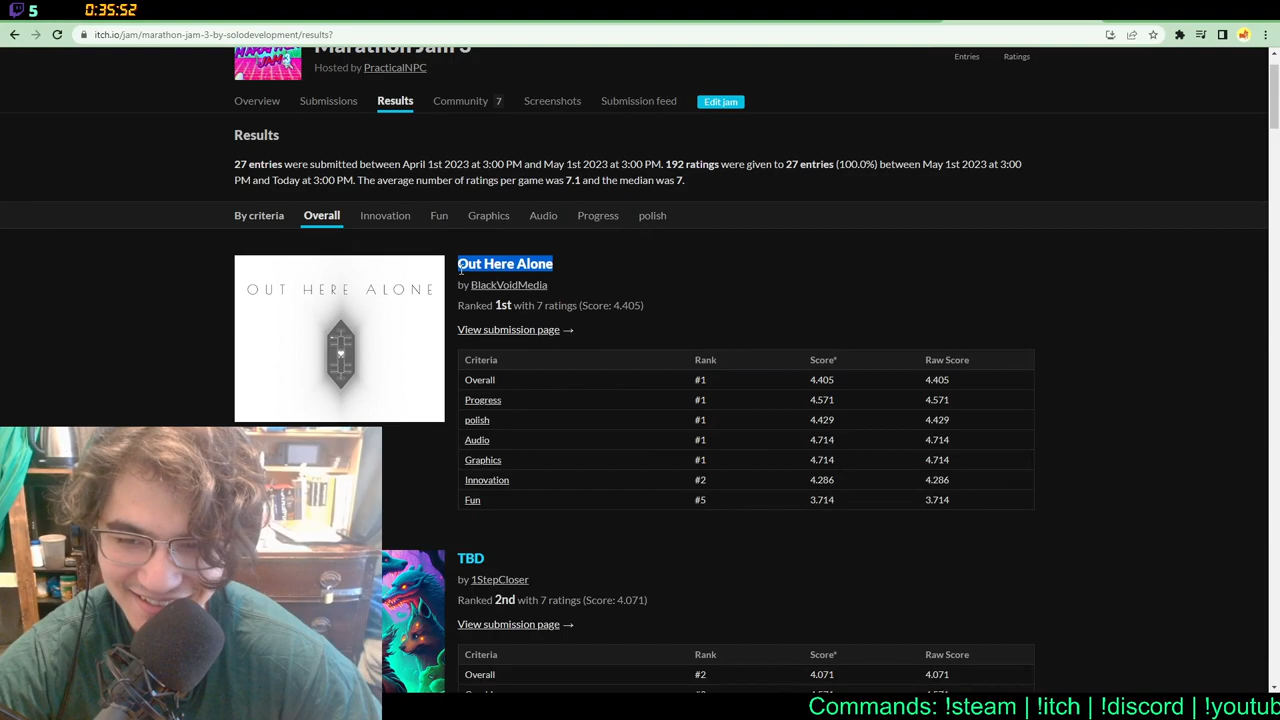 5
0:35:52
itch.io/jam/marathon-jam-3-by-solodevelopment/results?
Marathon Jam 3
Hosted by PracticalNPC
Entries Ratings
Overview Submissions Results Community 7 Screenshots Submission feed Edit jam
Results
27 entries were submitted between April 1st 2023 at 3:00 PM and May 1st 2023 at 3:00 PM. 192 ratings were given to 27 entries (100.0%) between May 1st 2023 at 3:00
PM and Today at 3:00 PM. The average number of ratings per game was 7.1 and the median was 7.
By criteria Overall Innovation Fun Graphics Audio Progress polish
OUT HERE ALONE
Out Here Alone
by BlackVoidMedia
Ranked 1st with 7 ratings (Score: 4.405)
View submission page →
Criteria Rank Score* Raw Score
Overall #1 4.405 4.405
Progress #1 4.571 4.571
polish #1 4.429 4.429
Audio #1 4.714 4.714
Graphics #1 4.714 4.714
Innovation #2 4.286 4.286
Fun #5 3.714 3.714
TBD
by 1StepCloser
Ranked 2nd with 7 ratings (Score: 4.071)
View submission page →
Criteria Rank Score* Raw Score
Overall #2 4.071 4.071
Commands: !steam | !itch | !discord | !youtub